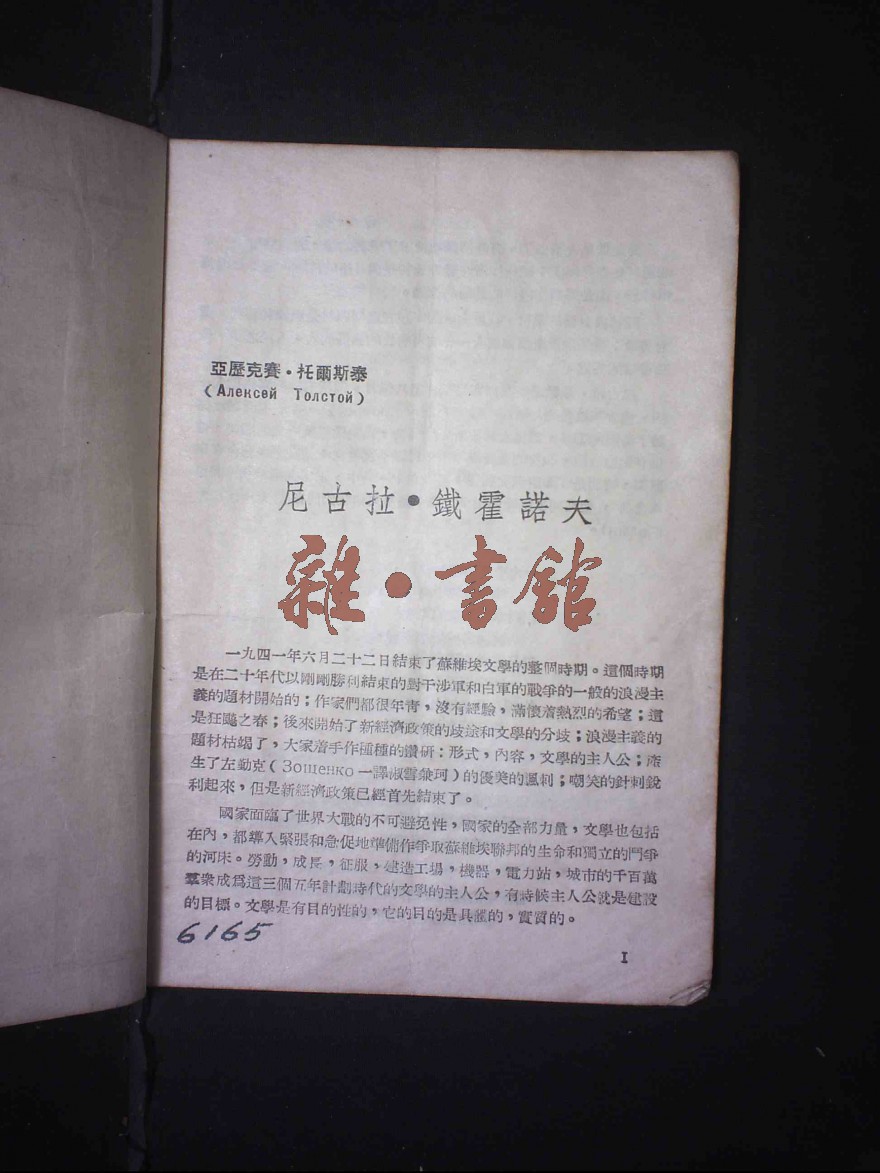 亞歷克賽·托爾斯泰
(Алексей Толстой)
尼古拉·鐵霍諾夫
雜·書館
一九四一年六月二十二日結束了蘇維埃文學的整個時期。這個時期
是在二十年代以剛剛勝利結束的對干涉軍和白軍的戰爭的一般的浪漫主
義的題材開始的;作家們都很年青,沒有經驗,滿懷着熱烈的希望;這
是狂飈之春;後來開始了新經濟政策的歧途和文學的分歧;浪漫主義的
題材枯竭了,大家着手作種種的鑽研:形式,內容,文學的主人公;產
生了左勤克(Зощенко一譯淑雪兼珂)的優美的諷刺;嘲笑的針刺銳
利起來,但是新經濟政策已經首先結束了。
國家面臨了世界大戰的不可避免性,國家的全部力量,文學也包括
在內,都導入緊張和急促地準備作爭取蘇維埃聯邦的生命和獨立的鬥爭
的河床。勞動,成長,征服,建造工場,機器,電力站,城市的千百萬
羣衆成爲這三個五年計劃時代的文學的主人公,有時候主人公就是建設
的目標。文學是有目的性的,它的目的是具體的,實質的。
6165
I